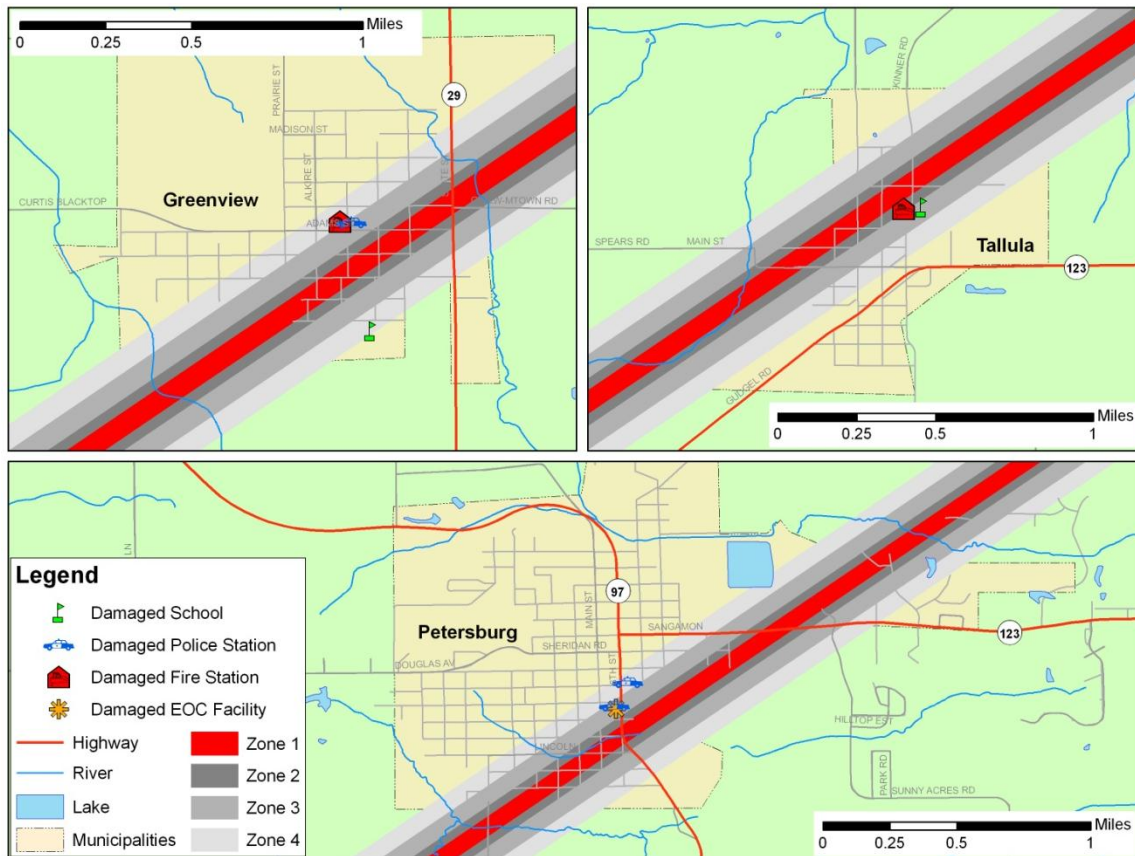 Miles
0 0.25 0.5 1
PRAIRIE ST
29
MADISON ST
ALKIRE ST
Greenview
CURTIS BLACKTOP
SKINNER RD
SPEARS RD
MAIN ST
Tallula
123
GUDGEL RD
Miles
0 0.25 0.5 1
LN
97
MAIN ST
Petersburg
SANGAMON
SHERIDAN RD
123
DOUGLAS AV
LINCOLN
HILLTOP EST
PARK RD
SUNNY ACRES RD
Miles
0 0.25 0.5 1
Legend
Damaged School
Damaged Police Station
Damaged Fire Station
Damaged EOC Facility
Highway
River
Lake
Municipalities
Zone 1
Zone 2
Zone 3
Zone 4